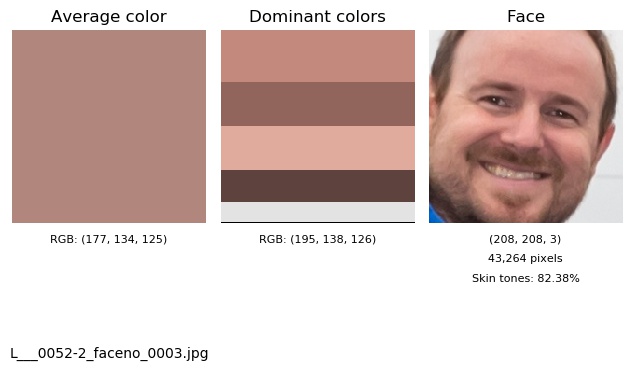 Average color
Dominant colors
Face
RGB: (177, 134, 125)
RGB: (195, 138, 126)
(208, 208, 3)
43,264 pixels
Skin tones: 82.38%
L___0052-2_faceno_0003.jpg